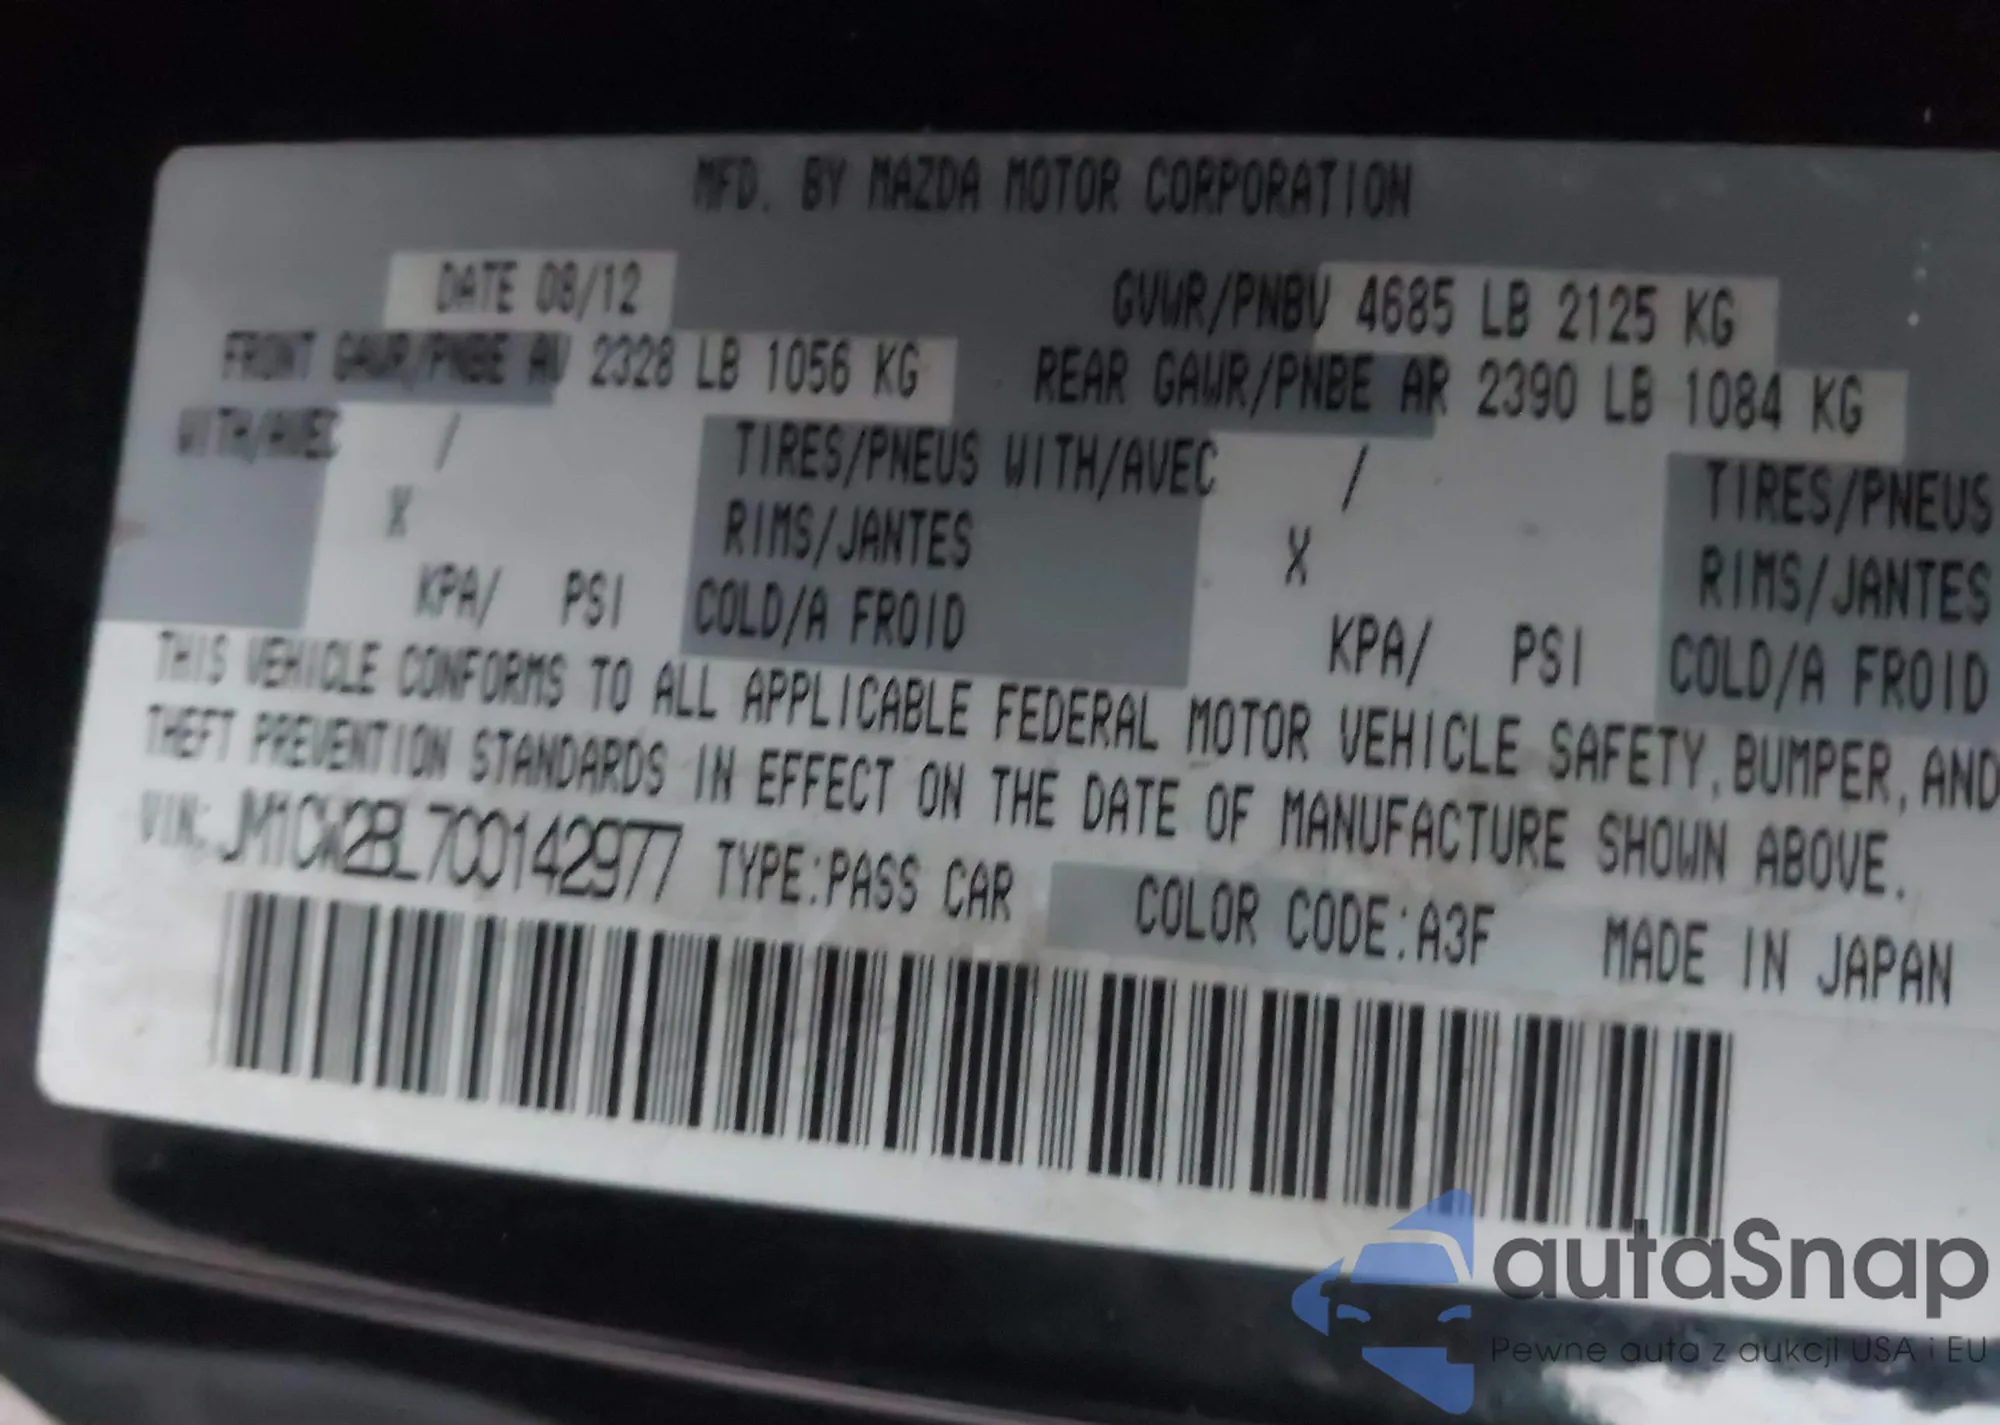 MFD. BY MAZDA MOTOR CORPORATION
DATE 08/12 GVWR/PNBV 4685 LB 2125 KG
FRONT GAWR/PNBE AV 2328 LB 1056 KG REAR GAWR/PNBE AR 2390 LB 1084 KG
WITH/AVEC / TIRES/PNEUS WITH/AVEC / TIRES/PNEUS
X RIMS/JANTES X RIMS/JANTES
KPA/ PSI COLD/A FROID KPA/ PSI COLD/A FROID
THIS VEHICLE CONFORMS TO ALL APPLICABLE FEDERAL MOTOR VEHICLE SAFETY, BUMPER, AND
THEFT PREVENTION STANDARDS IN EFFECT ON THE DATE OF MANUFACTURE SHOWN ABOVE.
VIN: JM1CW2BL7C0142977 TYPE:PASS CAR COLOR CODE:A3F MADE IN JAPAN
autaSnap
Pewne auta z aukcji USA i EU